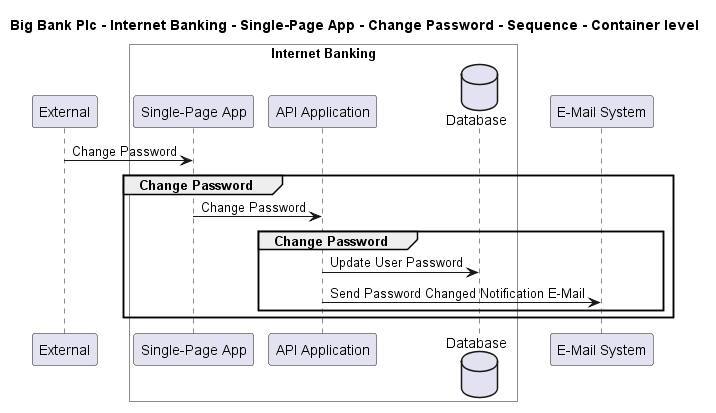 Big Bank Plc - Internet Banking - Single-Page App - Change Password - Sequence - Container level
Internet Banking
External
Single-Page App
API Application
Database
E-Mail System
Change Password
Change Password
Change Password
Change Password
Update User Password
Send Password Changed Notification E-Mail
External
Single-Page App
API Application
Database
E-Mail System